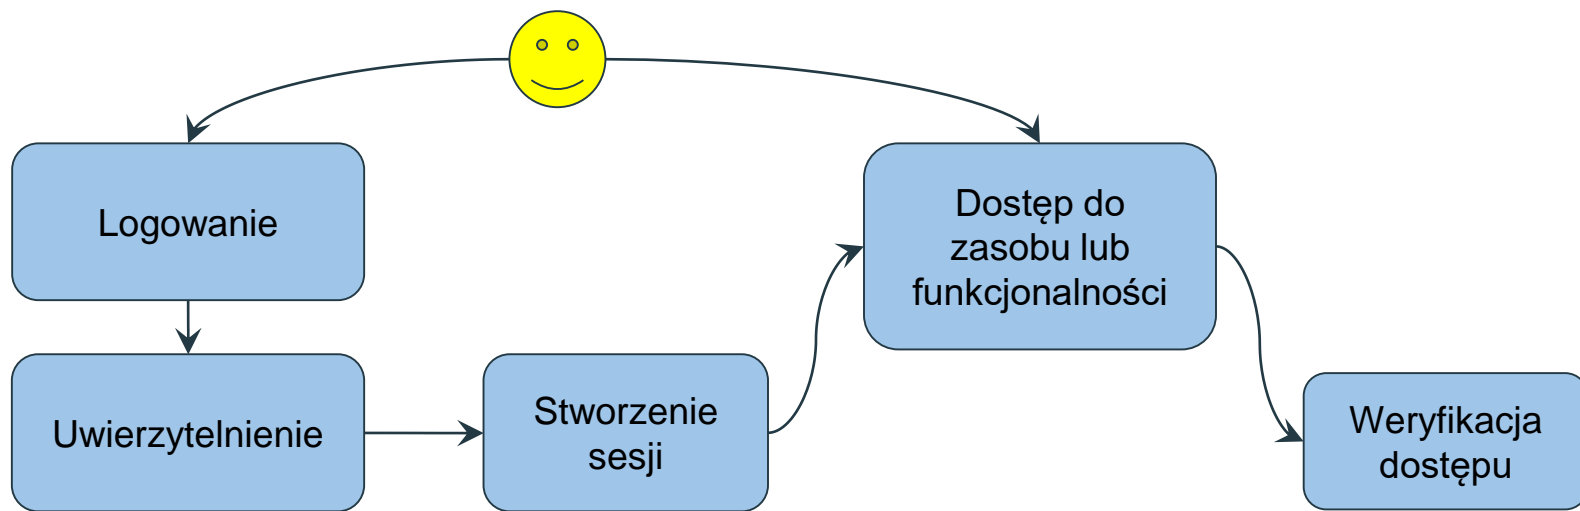 Logowanie
Dostęp do
zasobu lub
funkcjonalności
Uwierzytelnienie
Stworzenie
sesji
Weryfikacja
dostępu